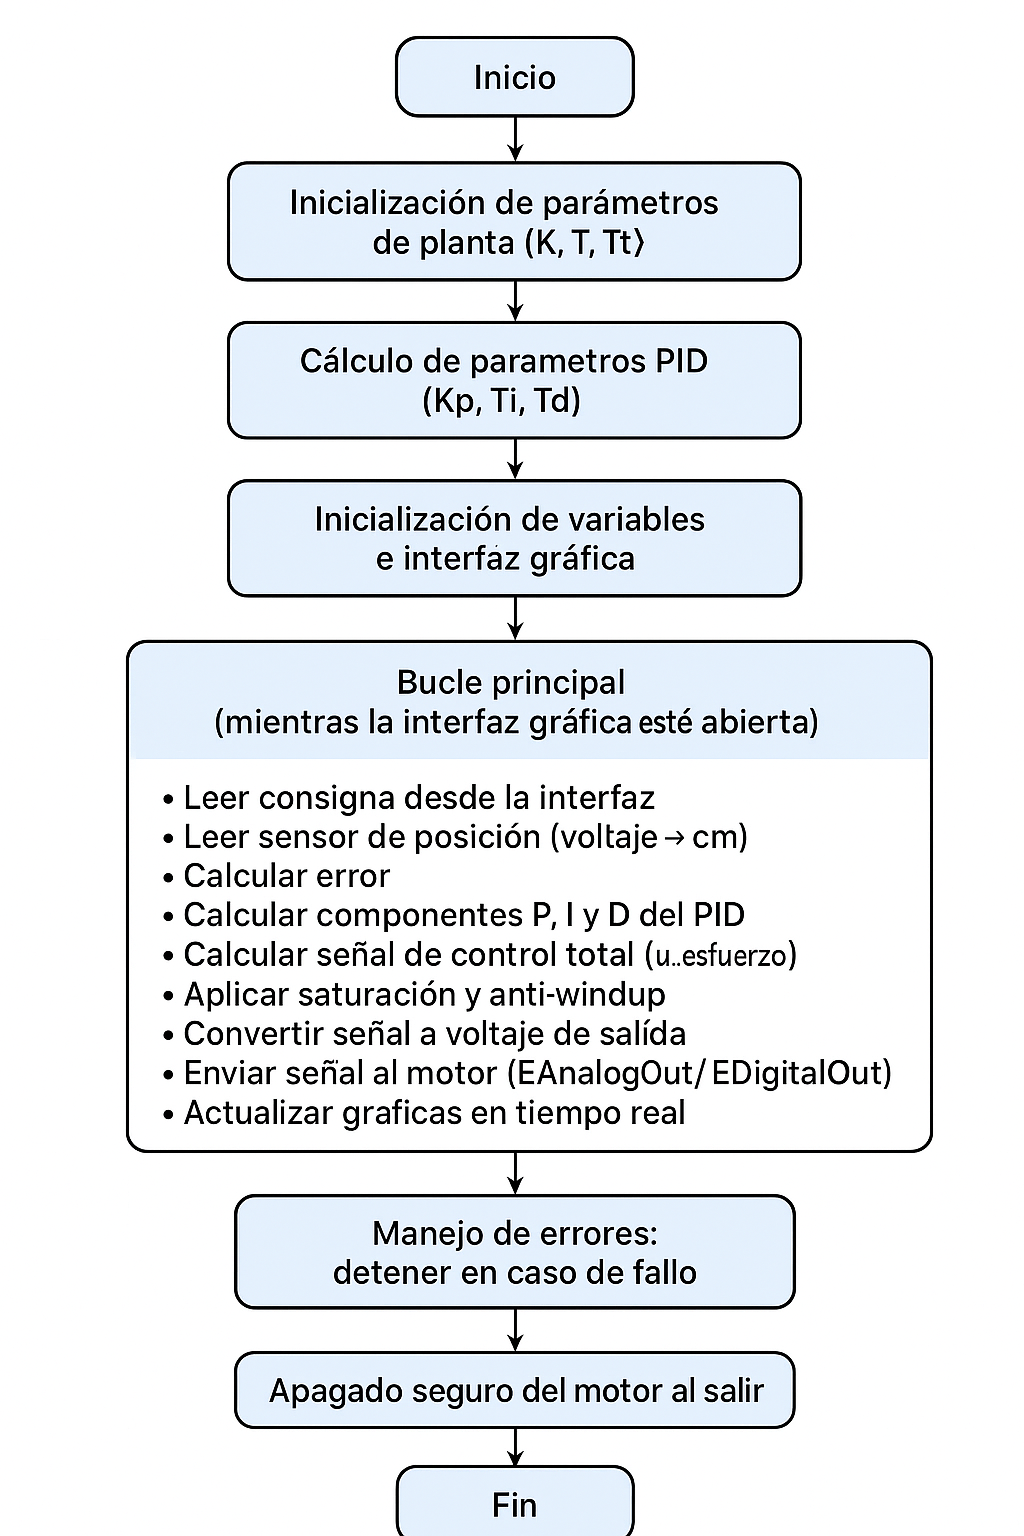 Inicio
Inicialización de parámetros
de planta (K, T, Tt)
Cálculo de parametros PID
(Kp, Ti, Td)
Inicialización de variables
e interfaz gráfica
Bucle principal
(mientras la interfaz gráfica esté abierta)
• Leer consigna desde la interfaz
• Leer sensor de posición (voltaje → cm)
• Calcular error
• Calcular componentes P, I y D del PID
• Calcular señal de control total (u..esfuerzo)
• Aplicar saturación y anti-windup
• Convertir señal a voltaje de salída
• Enviar señal al motor (EAnalogOut/ EDigitalOut)
• Actualizar graficas en tiempo real
Manejo de errores:
detener en caso de fallo
Apagado seguro del motor al salir
Fin